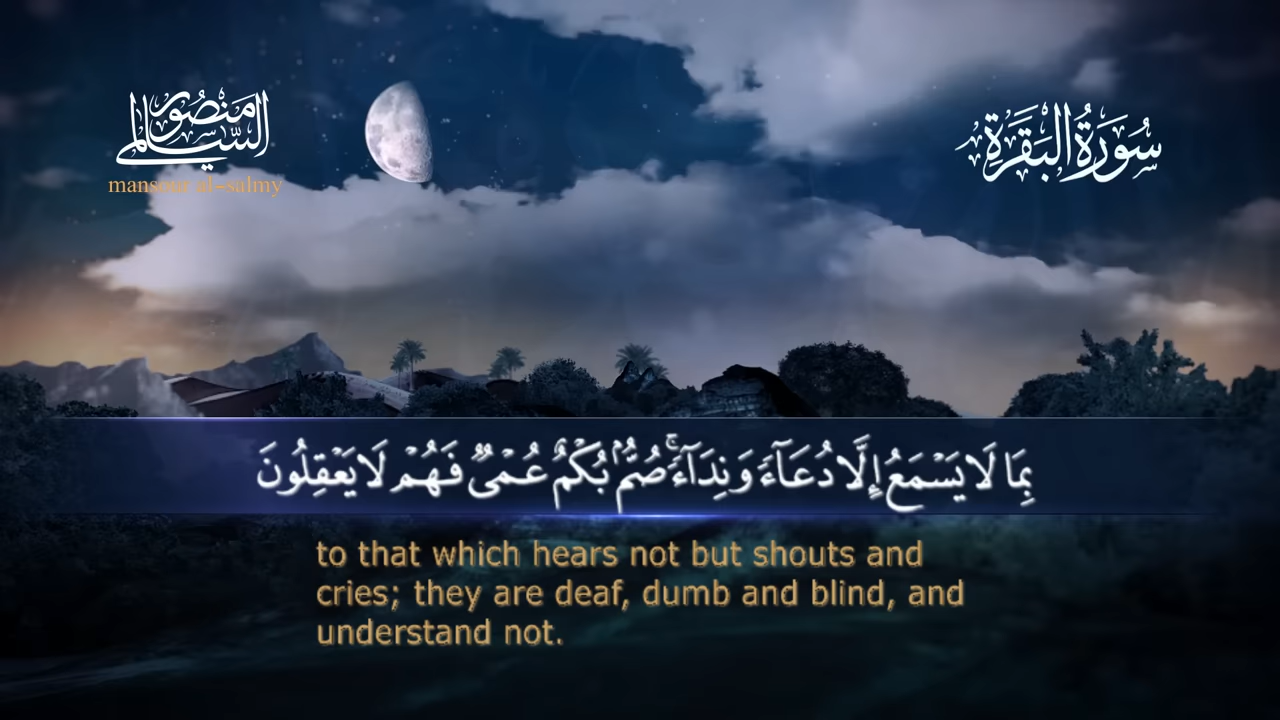 منصور السالمي
mansour al-salmy
سُورَةُ البَقَرَةِ
بِمَا لَا يَسْمَعُ إِلَّا دُعَآءً وَنِدَآءً ۚ صُمٌّۢ بُكْمٌ عُمْىٌ فَهُمْ لَا يَعْقِلُونَ
to that which hears not but shouts and
cries; they are deaf, dumb and blind, and
understand not.